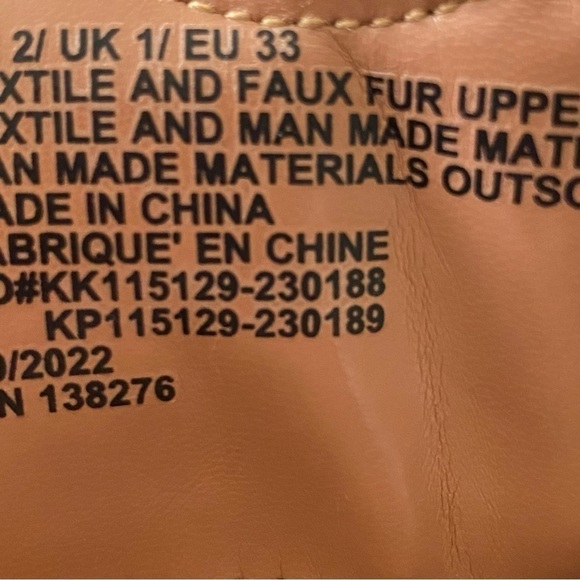 2/ UK 1/ EU 33
XTILE AND FAUX FUR UPPE
XTILE AND MAN MADE MAT
AN MADE MATERIALS OUTSO
ADE IN CHINA
ABRIQUE' EN CHINE
O#KK115129-230188
KP115129-230189
0/2022
N 138276